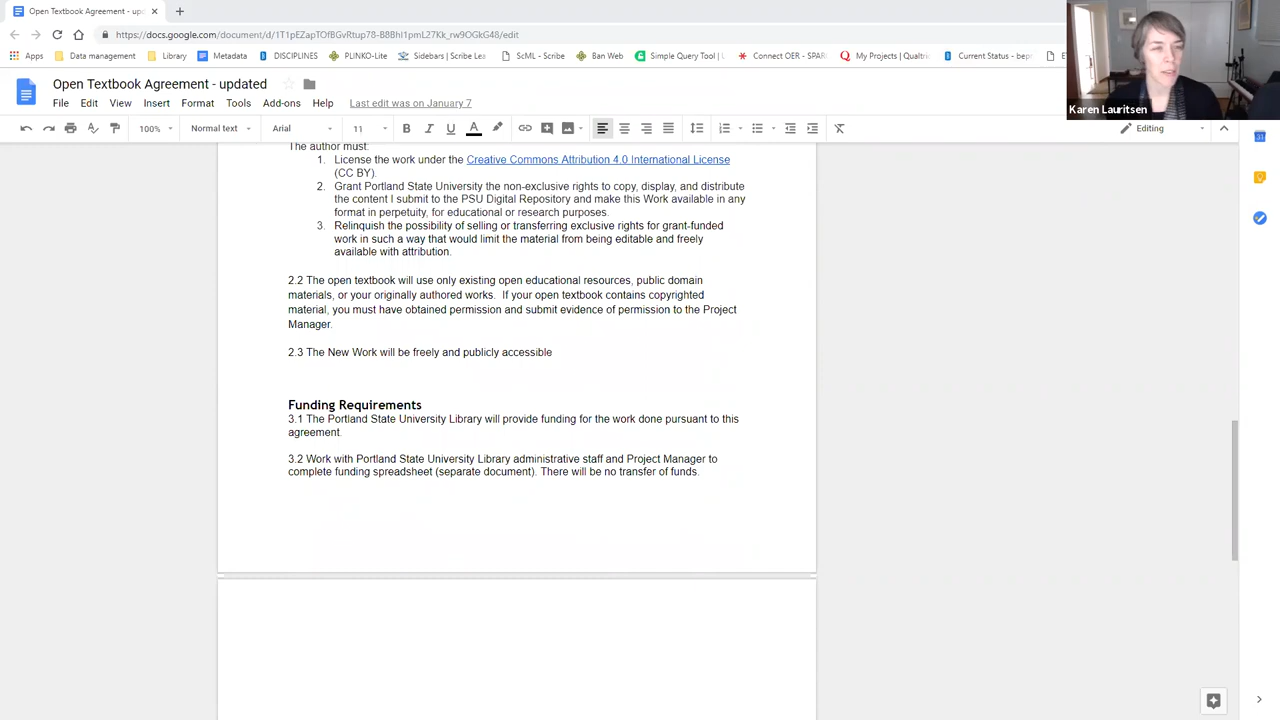 Open Textbook Agreement - upd
https://docs.google.com/document/d/1T1pEZapTOfBGvRtup78-B8Bhi1pmL27Kk_rw9OGkG48/edit
Apps Data management Library Metadata DISCIPLINES PLINKO-Lite Sidebars | Scribe Lea ScML - Scribe Ban Web Simple Query Tool | Connect OER - SPAR My Projects | Qualtri Current Status - bep
Open Textbook Agreement - updated
File Edit View Insert Format Tools Add-ons Help Last edit was on January 7
Karen Lauritsen
100% Normal text Arial 11 B I U A Editing
The author must:
1. License the work under the Creative Commons Attribution 4.0 International License
(CC BY).
2. Grant Portland State University the non-exclusive rights to copy, display, and distribute
the content I submit to the PSU Digital Repository and make this Work available in any
format in perpetuity, for educational or research purposes.
3. Relinquish the possibility of selling or transferring exclusive rights for grant-funded
work in such a way that would limit the material from being editable and freely
available with attribution.
2.2 The open textbook will use only existing open educational resources, public domain
materials, or your originally authored works. If your open textbook contains copyrighted
material, you must have obtained permission and submit evidence of permission to the Project
Manager.
2.3 The New Work will be freely and publicly accessible
Funding Requirements
3.1 The Portland State University Library will provide funding for the work done pursuant to this
agreement.
3.2 Work with Portland State University Library administrative staff and Project Manager to
complete funding spreadsheet (separate document). There will be no transfer of funds.